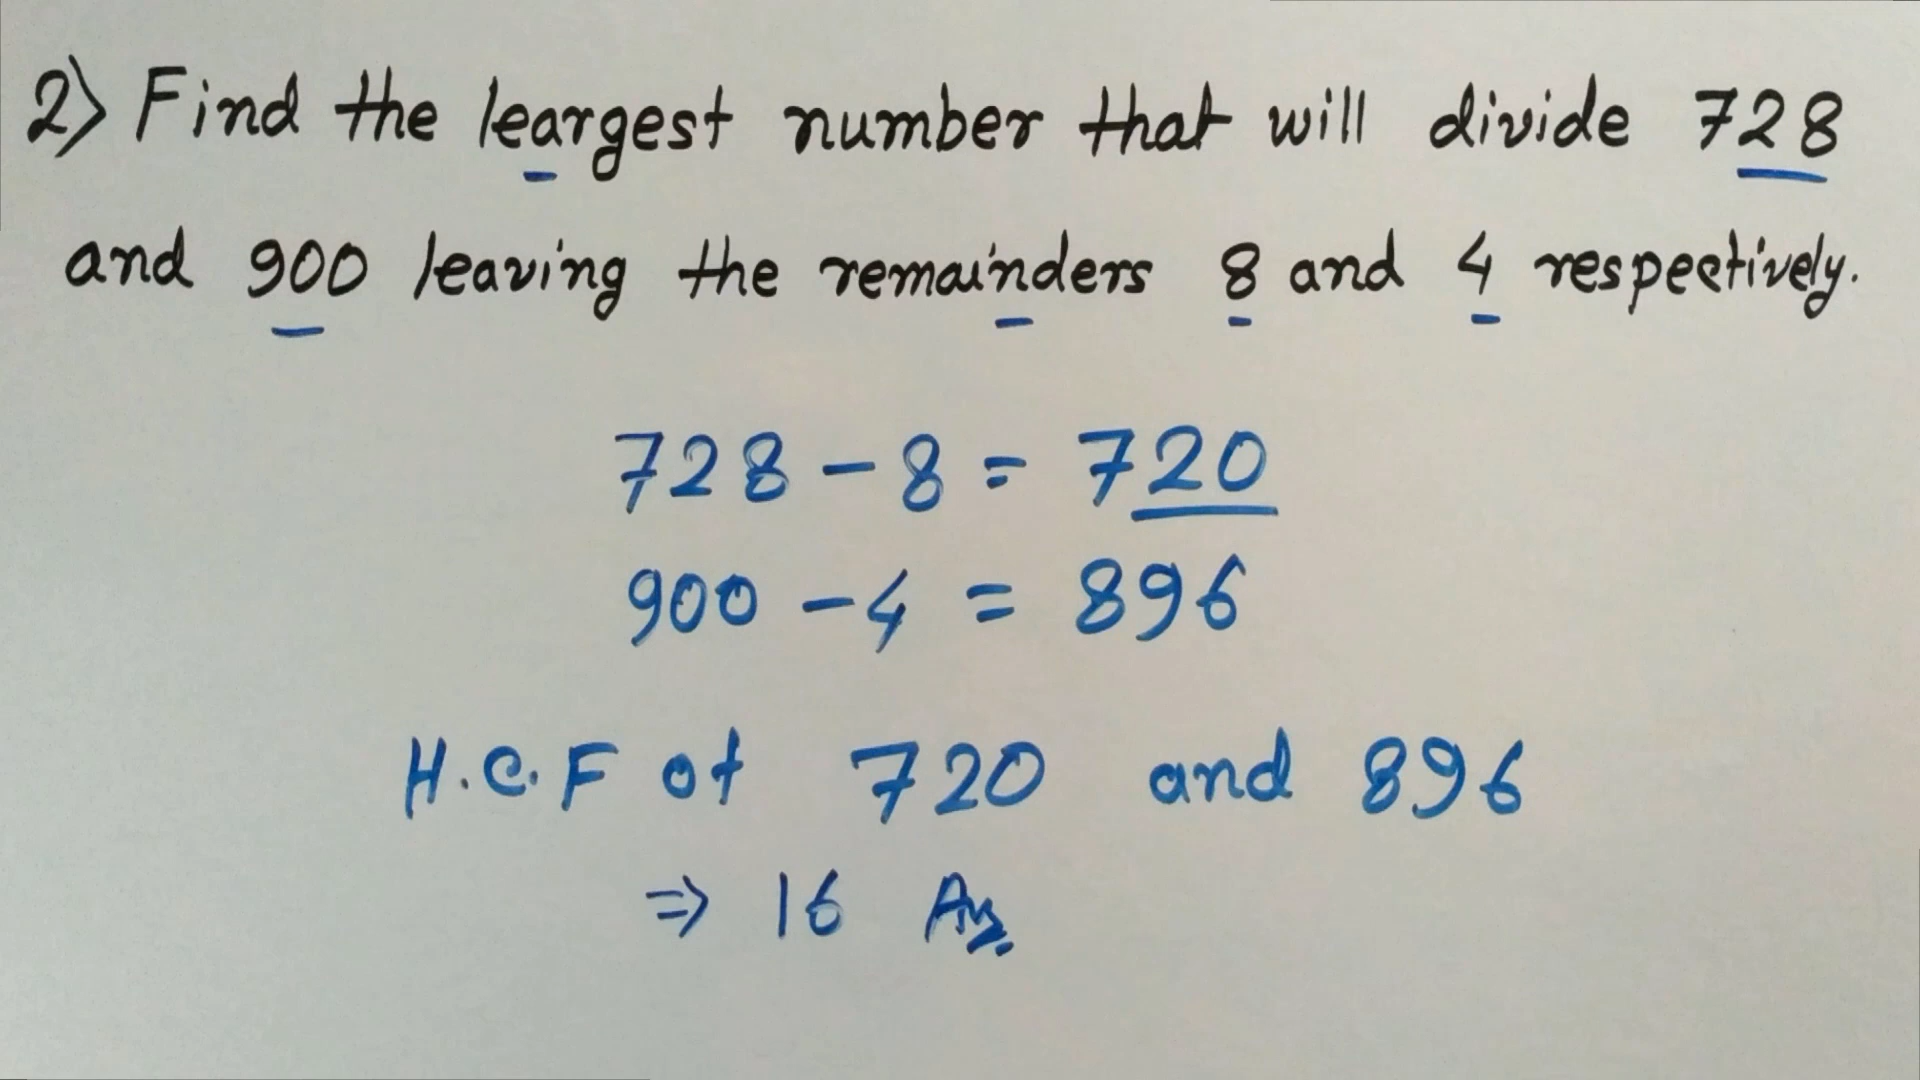 2) Find the leargest number that will divide 728
and 900 leaving the remainders 8 and 4 respectively.
728 - 8 = 720
900 - 4 = 896
H.C.F of 720 and 896
⇒ 16 Ans.